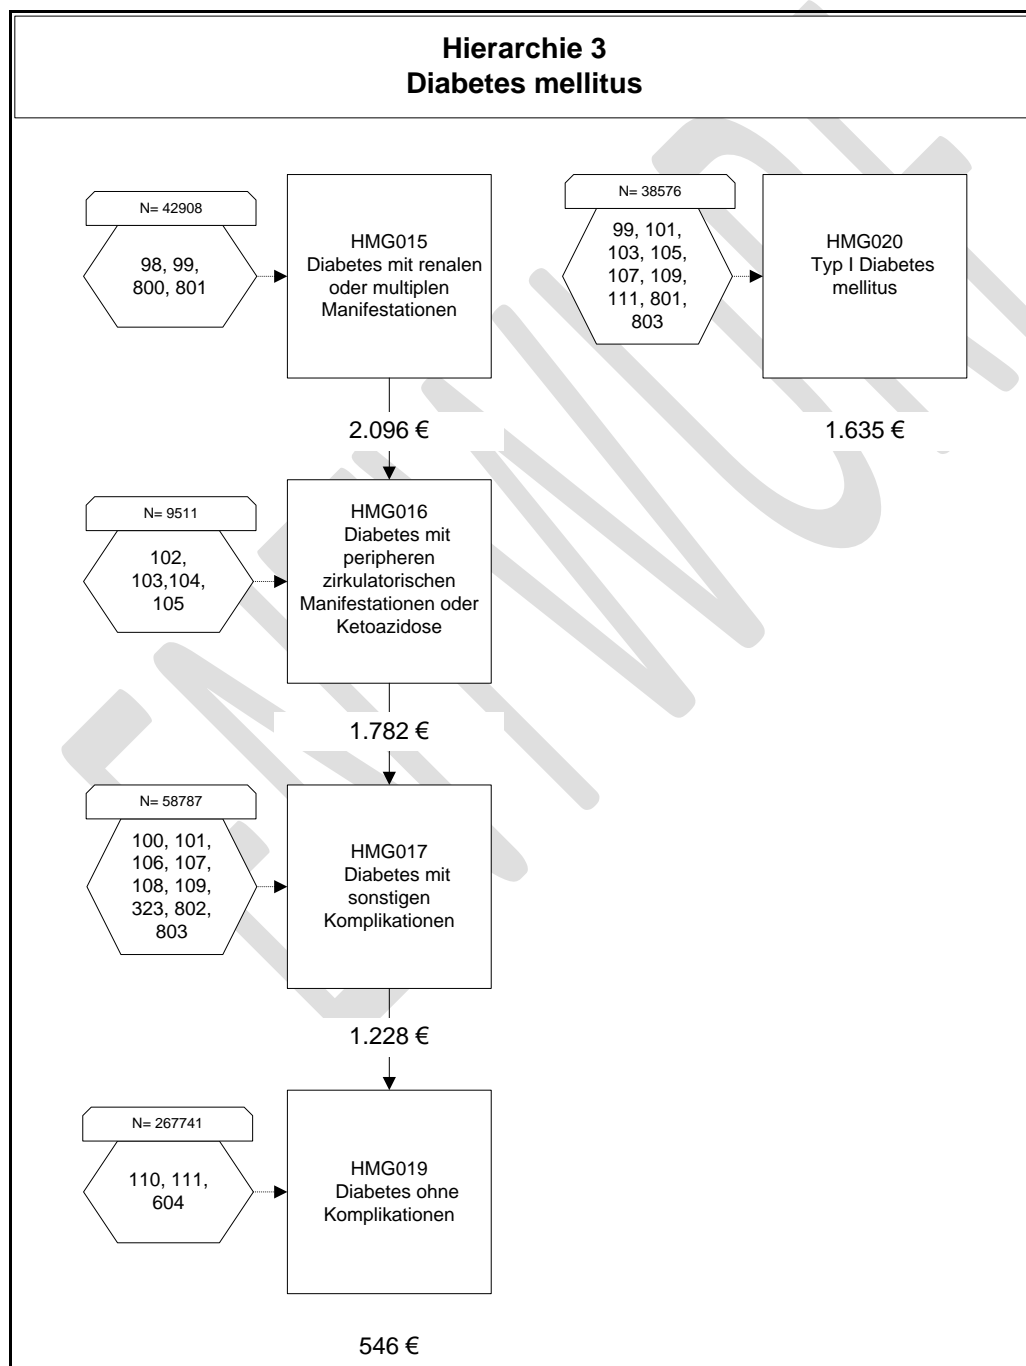 Hierarchie 3
Diabetes mellitus
N= 42908
98, 99,
800, 801
HMG015
Diabetes mit renalen
oder multiplen
Manifestationen
2.096 €
N= 38576
99, 101,
103, 105,
107, 109,
111, 801,
803
HMG020
Typ I Diabetes
mellitus
1.635 €
N= 9511
102,
103,104,
105
HMG016
Diabetes mit
peripheren
zirkulatorischen
Manifestationen oder
Ketoazidose
1.782 €
N= 58787
100, 101,
106, 107,
108, 109,
323, 802,
803
HMG017
Diabetes mit
sonstigen
Komplikationen
1.228 €
N= 267741
110, 111,
604
HMG019
Diabetes ohne
Komplikationen
546 €